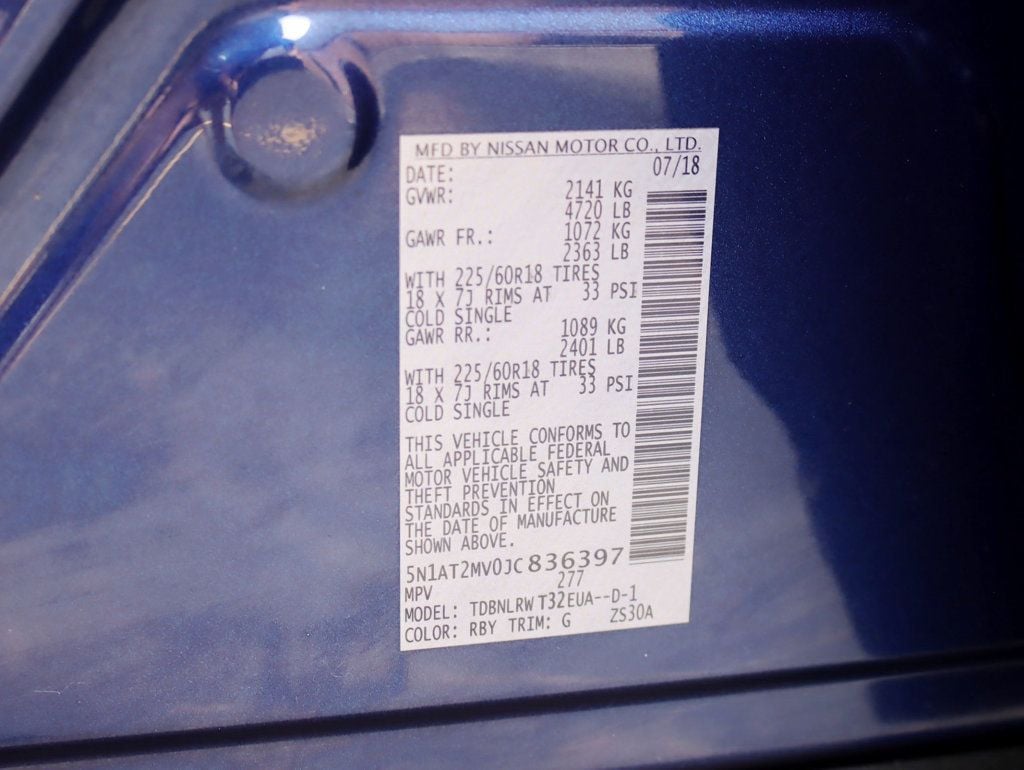 MFD BY NISSAN MOTOR CO., LTD.
DATE: 07/18
GVWR: 2141 KG
4720 LB
GAWR FR.: 1072 KG
2363 LB
WITH 225/60R18 TIRES
18 X 7J RIMS AT 33 PSI
COLD SINGLE
GAWR RR.: 1089 KG
2401 LB
WITH 225/60R18 TIRES
18 X 7J RIMS AT 33 PSI
COLD SINGLE
THIS VEHICLE CONFORMS TO
ALL APPLICABLE FEDERAL
MOTOR VEHICLE SAFETY AND
THEFT PREVENTION
STANDARDS IN EFFECT ON
THE DATE OF MANUFACTURE
SHOWN ABOVE.
5N1AT2MV0JC836397
MPV 277
MODEL: TDBNLRWT32EUA--D-1
COLOR: RBY TRIM: G ZS30A